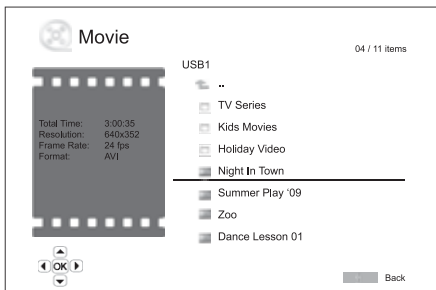 Movie
04 / 11 items
USB1
..
TV Series
Kids Movies
Holiday Video
Night In Town
Summer Play ‘09
Zoo
Dance Lesson 01
Total Time: 3:00:35
Resolution: 640x352
Frame Rate: 24 fps
Format: AVI
OK
Back